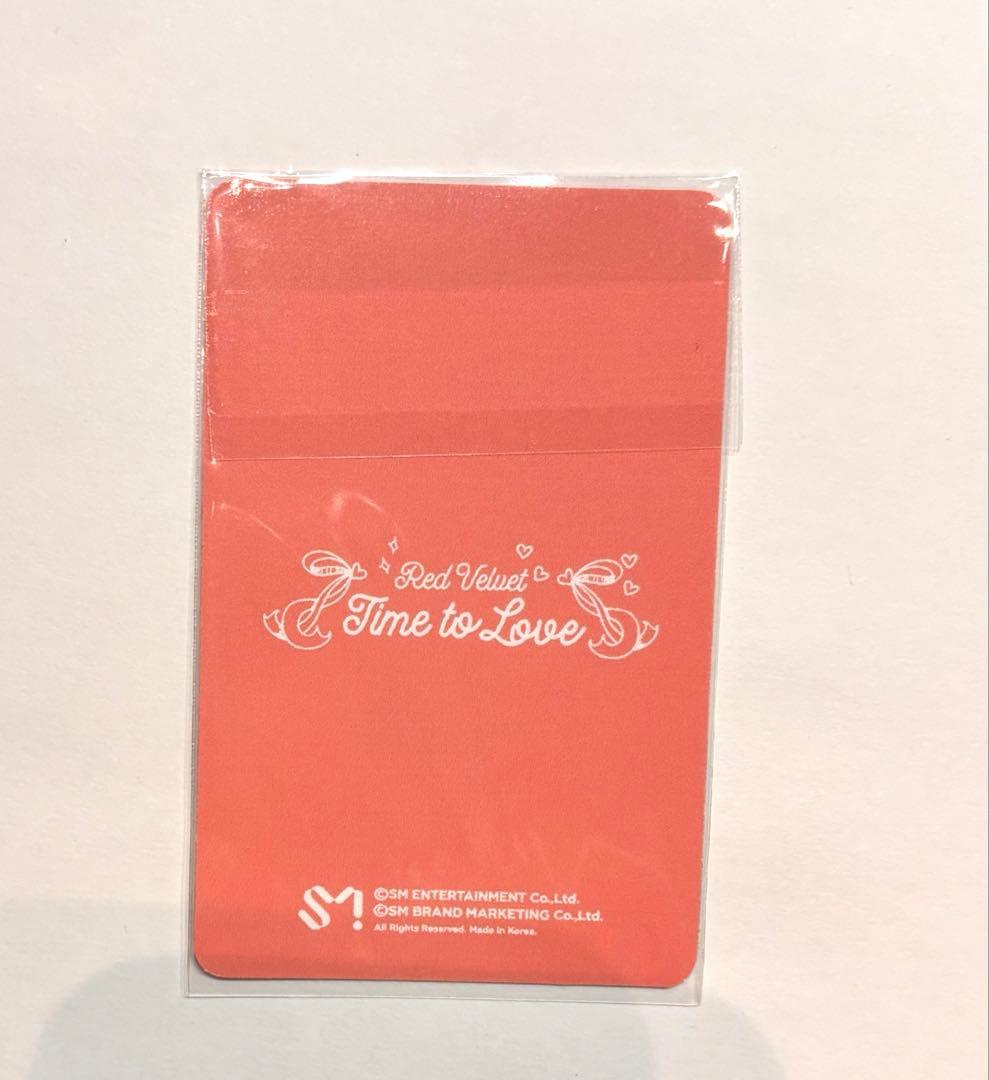 Red Velvet
Time to Love
SM!
©SM ENTERTAINMENT Co.,Ltd.
©SM BRAND MARKETING Co.,Ltd.
All Rights Reserved. Made in Korea.